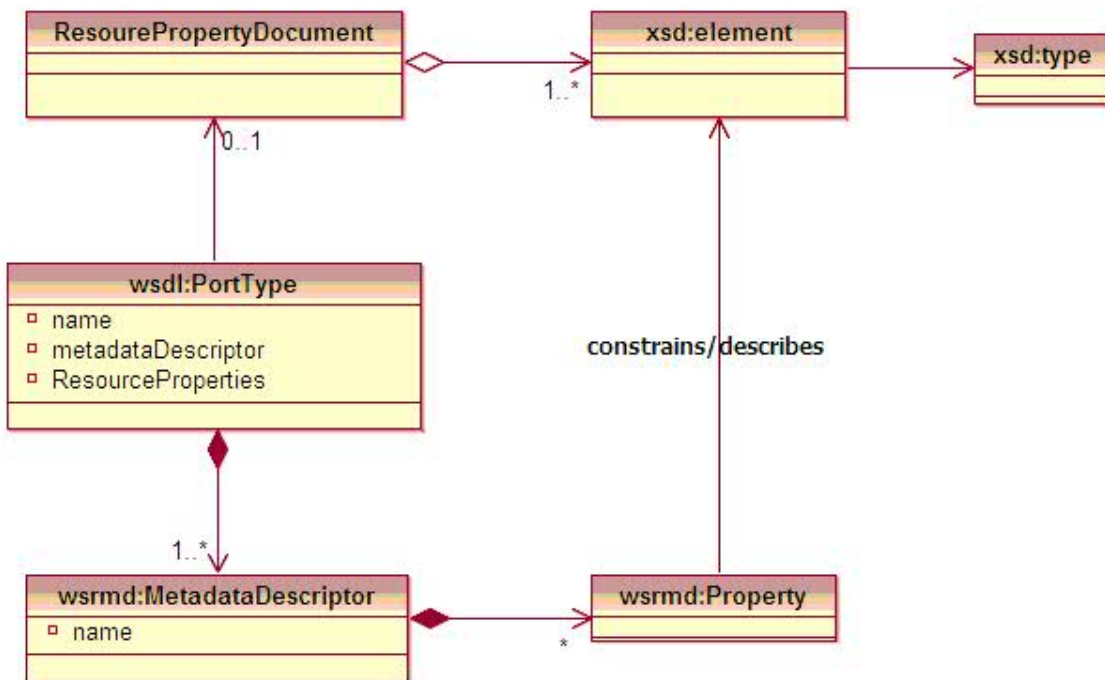 ResourePropertyDocument
xsd:element
xsd:type
1..*
0..1
wsdl:PortType
name
metadataDescriptor
ResourceProperties
constrains/describes
1..*
wsrmd:MetadataDescriptor
name
wsrmd:Property
*